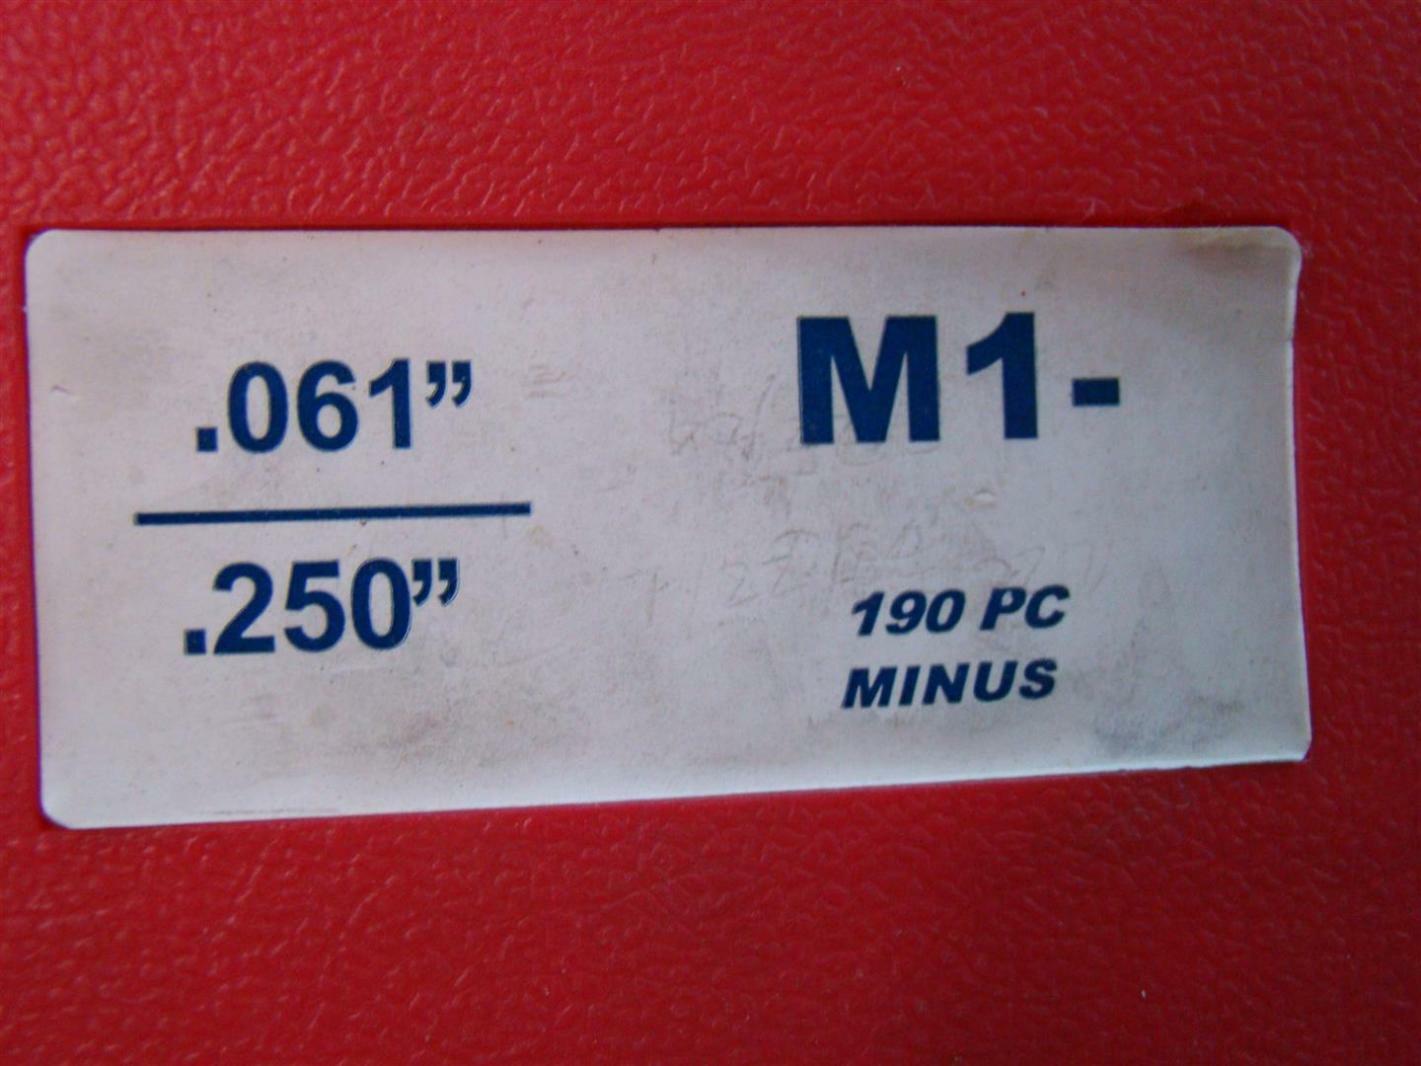 .061”
.250”
M1-
190 PC
MINUS